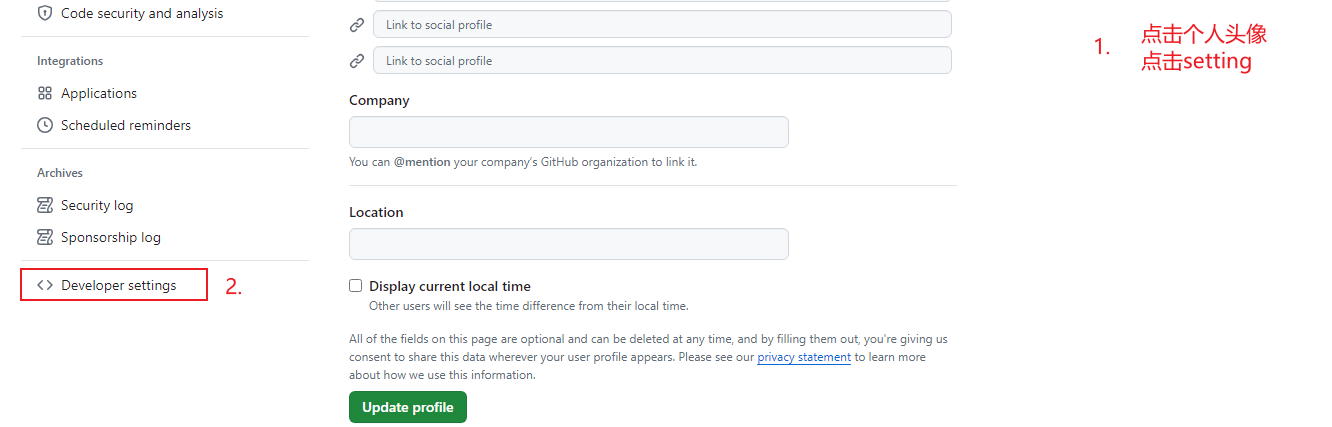 Code security and analysis
Integrations
Applications
Scheduled reminders
Archives
Security log
Sponsorship log
Developer settings
2.
Link to social profile
Link to social profile
Company
You can @mention your company's GitHub organization to link it.
Location
Display current local time
Other users will see the time difference from their local time.
All of the fields on this page are optional and can be deleted at any time, and by filling them out, you're giving us
consent to share this data wherever your user profile appears. Please see our privacy statement to learn more
about how we use this information.
Update profile
1.
点击个人头像
点击setting